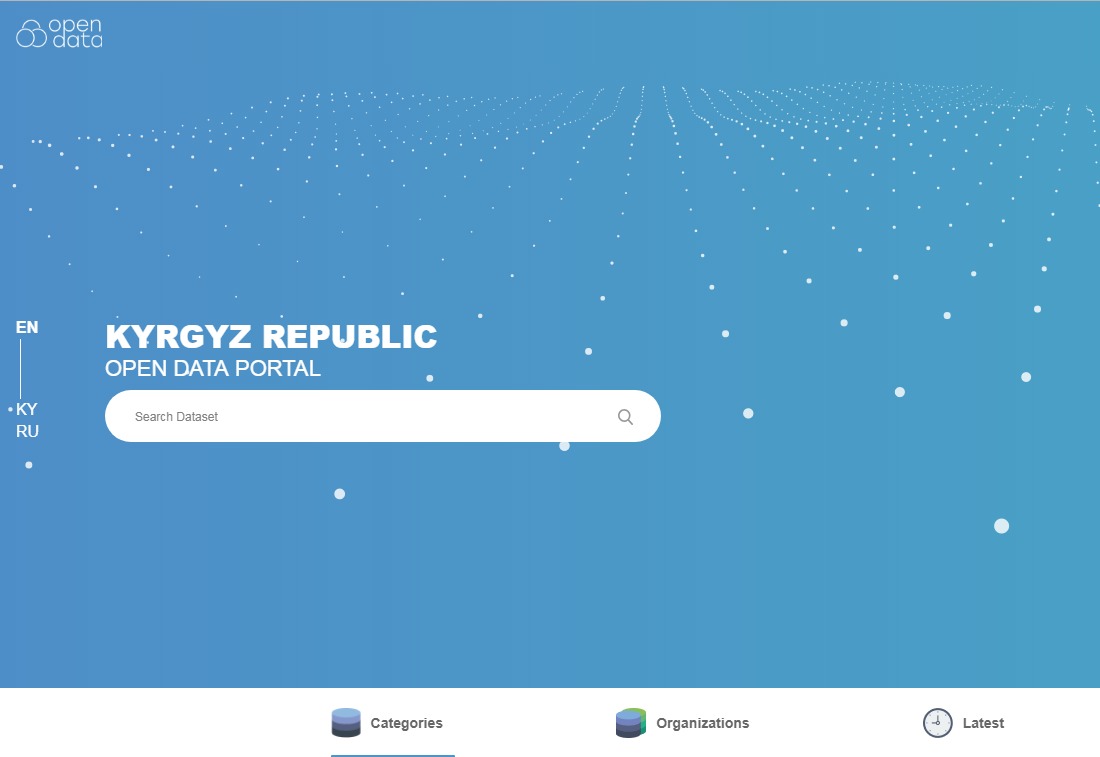 open
data
EN
KY
RU
KYRGYZ REPUBLIC
OPEN DATA PORTAL
Search Dataset
Categories
Organizations
Latest